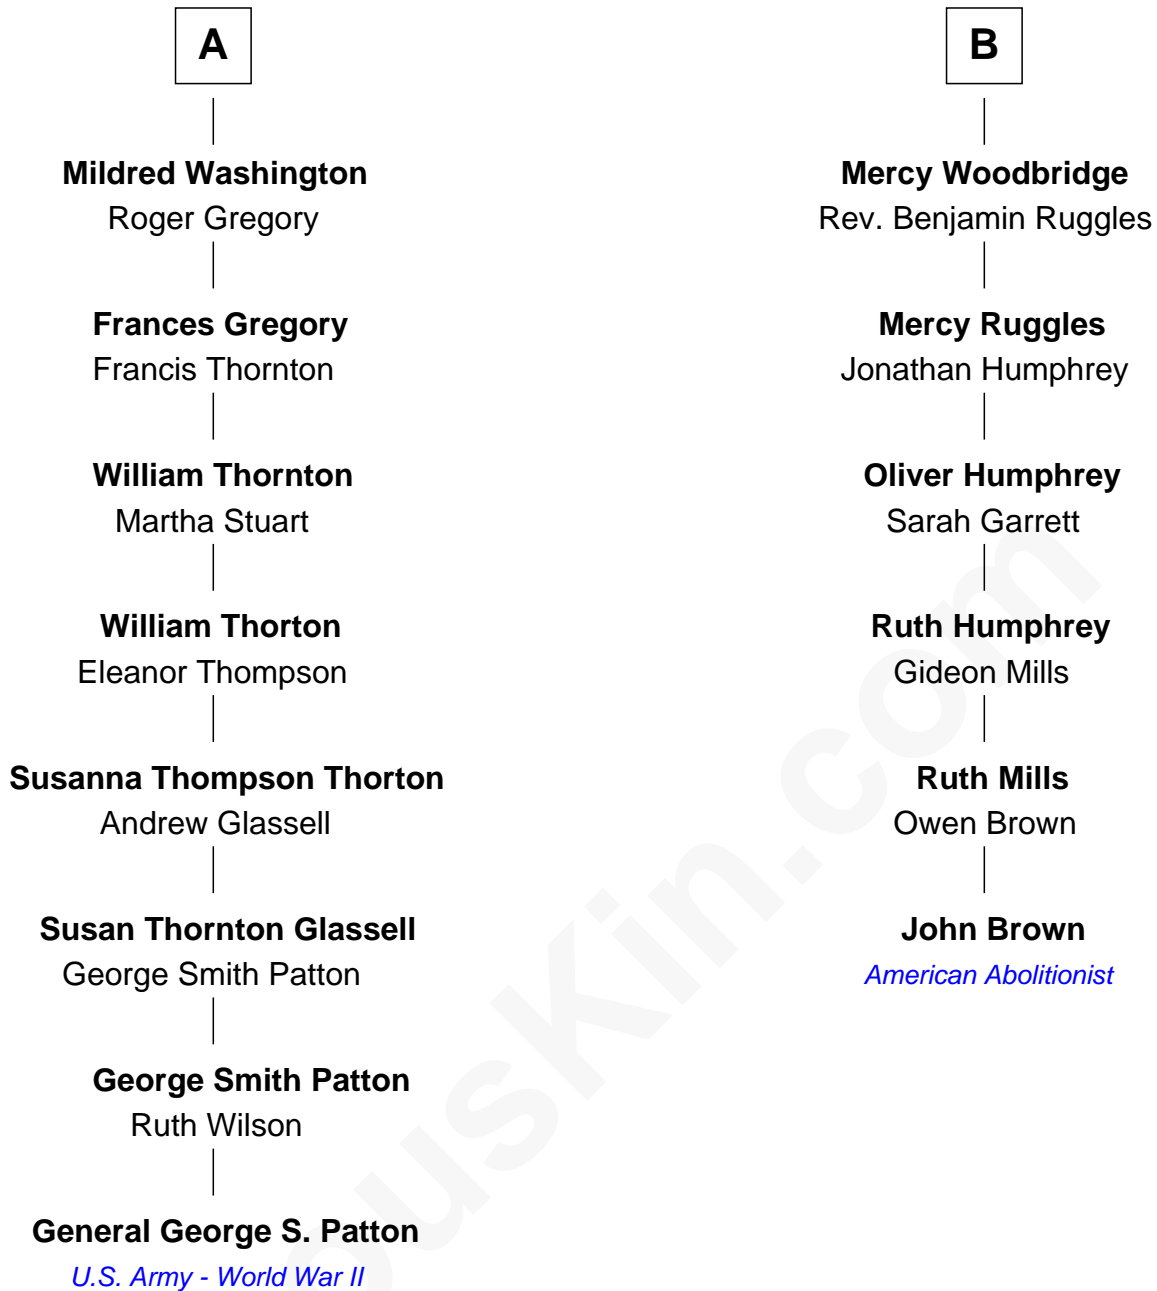 A
Mildred Washington
Roger Gregory
Frances Gregory
Francis Thornton
William Thornton
Martha Stuart
William Thorton
Eleanor Thompson
Susanna Thompson Thorton
Andrew Glassell
Susan Thornton Glassell
George Smith Patton
George Smith Patton
Ruth Wilson
General George S. Patton
U.S. Army - World War II
B
Mercy Woodbridge
Rev. Benjamin Ruggles
Mercy Ruggles
Jonathan Humphrey
Oliver Humphrey
Sarah Garrett
Ruth Humphrey
Gideon Mills
Ruth Mills
Owen Brown
John Brown
American Abolitionist
ousKin.com